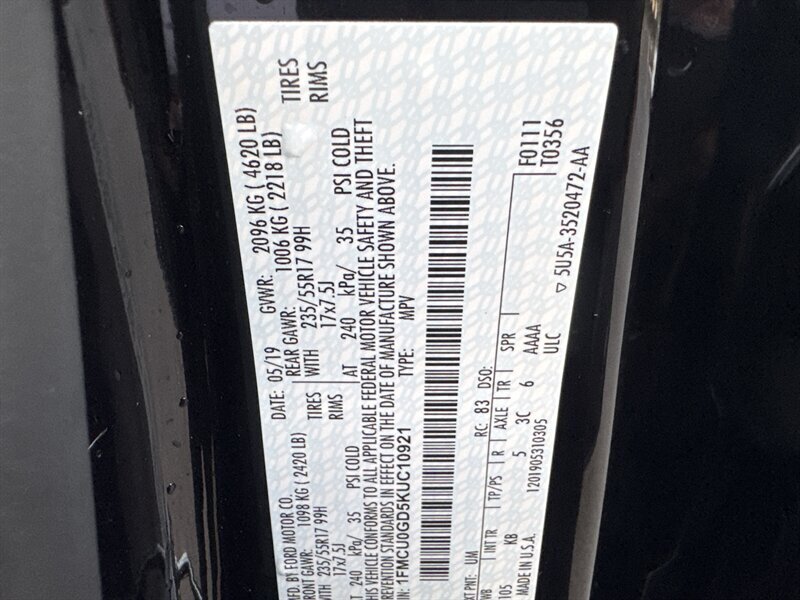 MFD. BY FORD MOTOR CO.
DATE: 05/19 GVWR: 2096 KG ( 4620 LB)
FRONT GAWR: 1098 KG (2420 LB) REAR GAWR: 1006 KG ( 2218 LB)
WITH 235/55R17 99H TIRES WITH 235/55R17 99H TIRES
17x7.5J RIMS 17x7.5J RIMS
AT 240 kPa/ 35 PSI COLD AT 240 kPa/ 35 PSI COLD
THIS VEHICLE CONFORMS TO ALL APPLICABLE FEDERAL MOTOR VEHICLE SAFETY AND THEFT
PREVENTION STANDARDS IN EFFECT ON THE DATE OF MANUFACTURE SHOWN ABOVE.
VIN: 1FMCU0GD5KUC10921 TYPE: MPV
EXT PNT: UM RC: 83 DSO: F0111
WB INT TR TP/PS R AXLE TR SPR T0356
105 KB 5 3C 6 AAAA
MADE IN U.S.A. 1201905310305 ULC ▽ 5U5A-3520472-AA